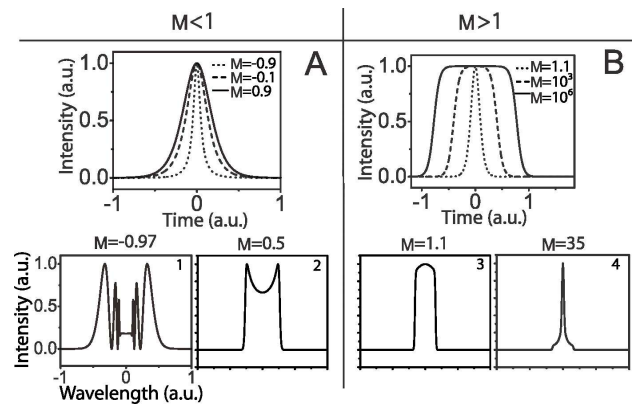 M<1
M>1
Intensity (a.u.)
1.0
0.5
0.0
-1
0
1
Time (a.u.)
M=-0.9
M=-0.1
M=0.9
A
Intensity (a.u.)
1.0
0.5
0.0
-1
0
1
Time (a.u.)
M=1.1
M=10³
M=10⁶
B
M=-0.97
Intensity (a.u.)
1.0
0.5
0.0
-1
0
1
Wavelength (a.u.)
1
M=0.5
2
M=1.1
3
M=35
4